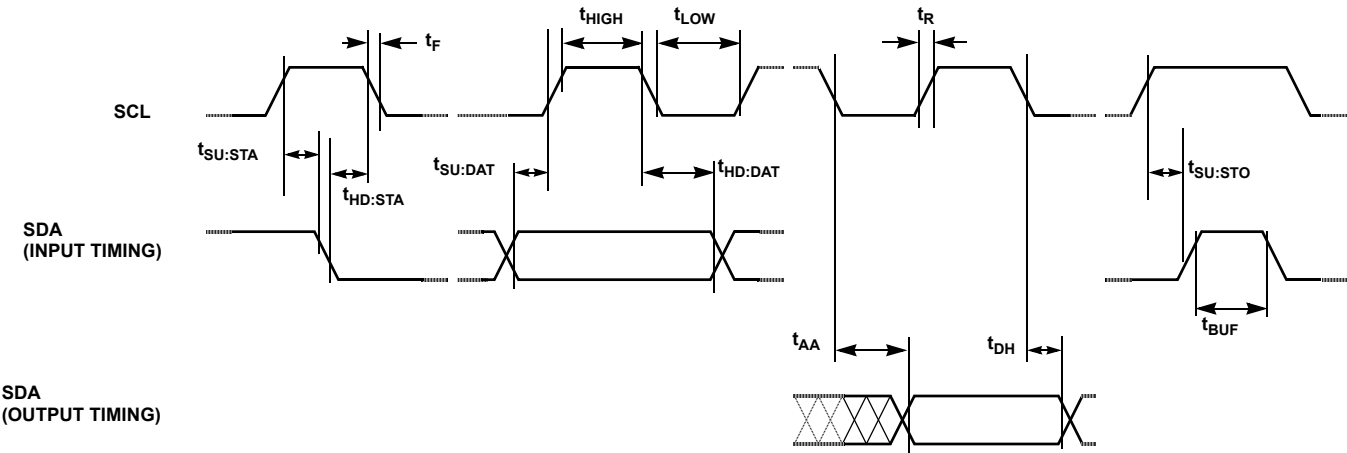 tHIGH tLOW tR
tF
SCL
tSU:STA tSU:DAT tHD:DAT tSU:STO
tHD:STA
SDA
(INPUT TIMING)
tBUF
tAA tDH
SDA
(OUTPUT TIMING)